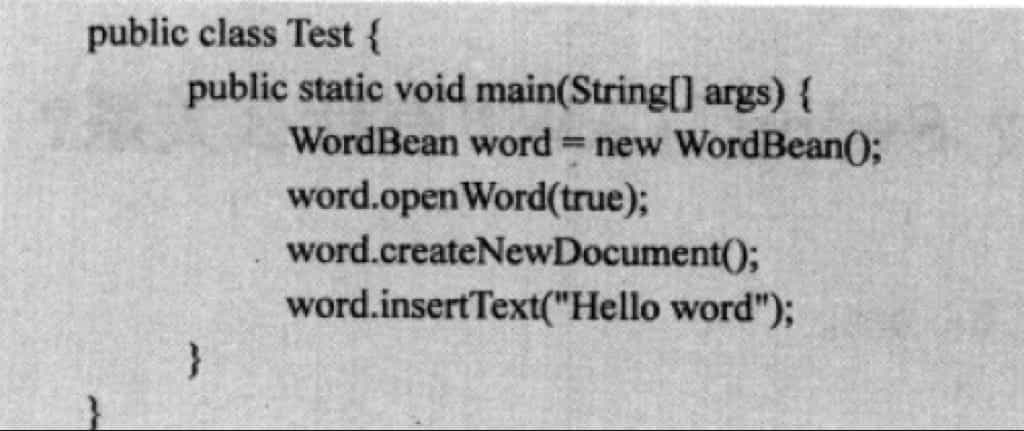 public class Test {
public static void main(String[] args) {
WordBean word = new WordBean();
word.openWord(true);
word.createNewDocument();
word.insertText("Hello word");
}
}